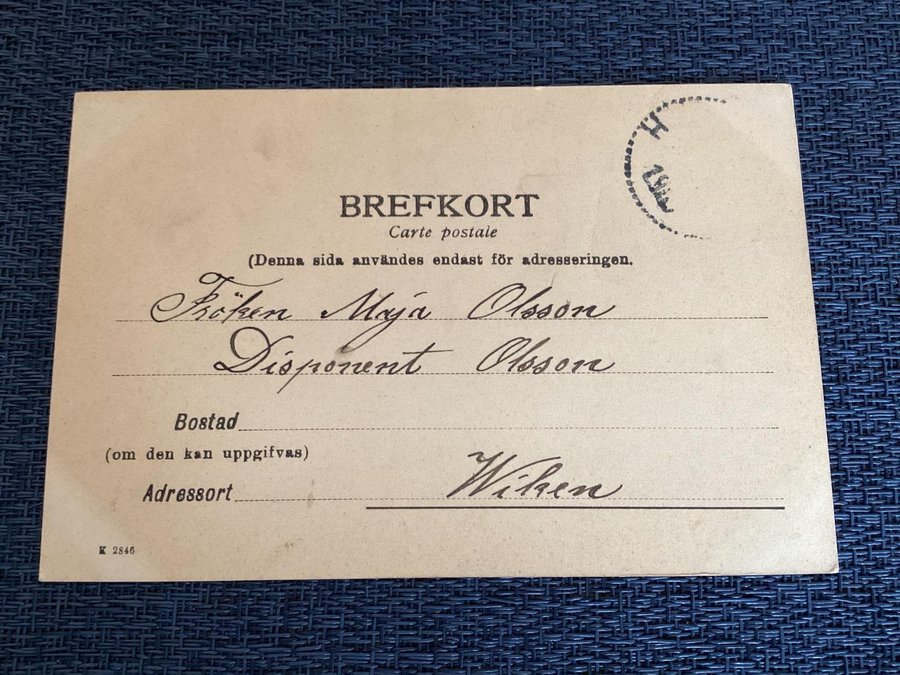 BREFKORT
Carte postale
(Denna sida användes endast för adresseringen.
Fröken Maja Olsson
Disponent Olsson
Bostad
(om den kan uppgifvas)
Adressort Wiken
K 2846
H